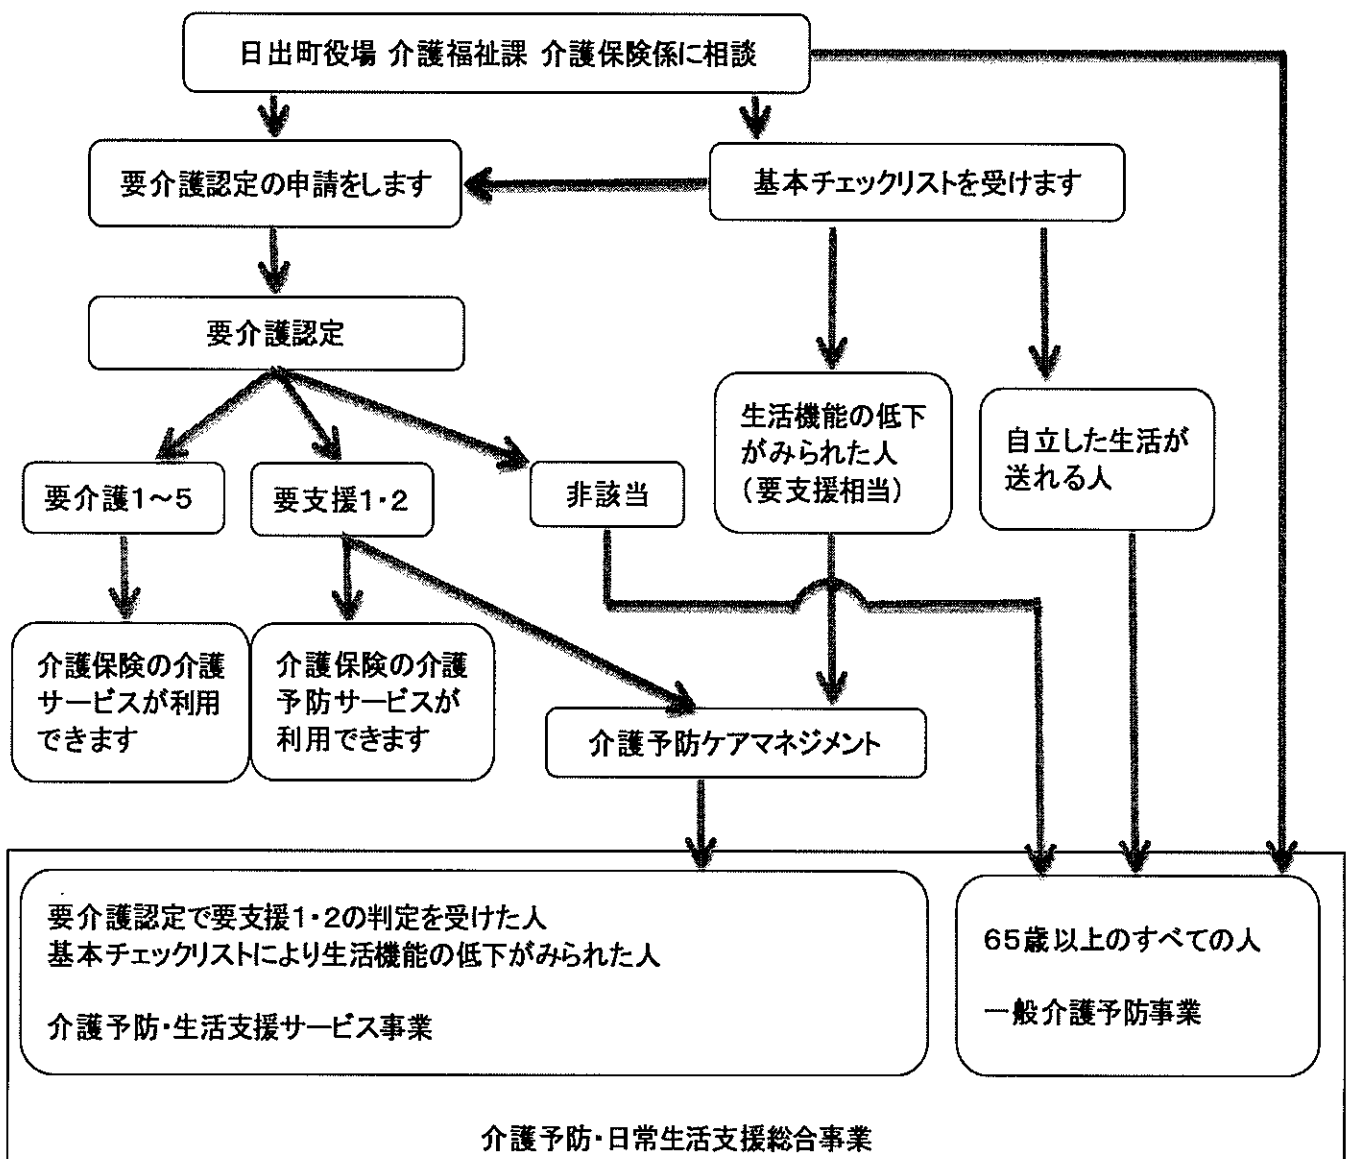 日出町役場 介護福祉課 介護保険係に相談
要介護認定の申請をします
基本チェックリストを受けます
要介護認定
生活機能の低下
がみられた人
(要支援相当)
自立した生活が
送れる人
要介護1～5
要支援1・2
非該当
介護保険の介護
サービスが利用
できます
介護保険の介護
予防サービスが
利用できます
介護予防ケアマネジメント
要介護認定で要支援1・2の判定を受けた人
基本チェックリストにより生活機能の低下がみられた人
介護予防・生活支援サービス事業
65歳以上のすべての人
一般介護予防事業
介護予防・日常生活支援総合事業